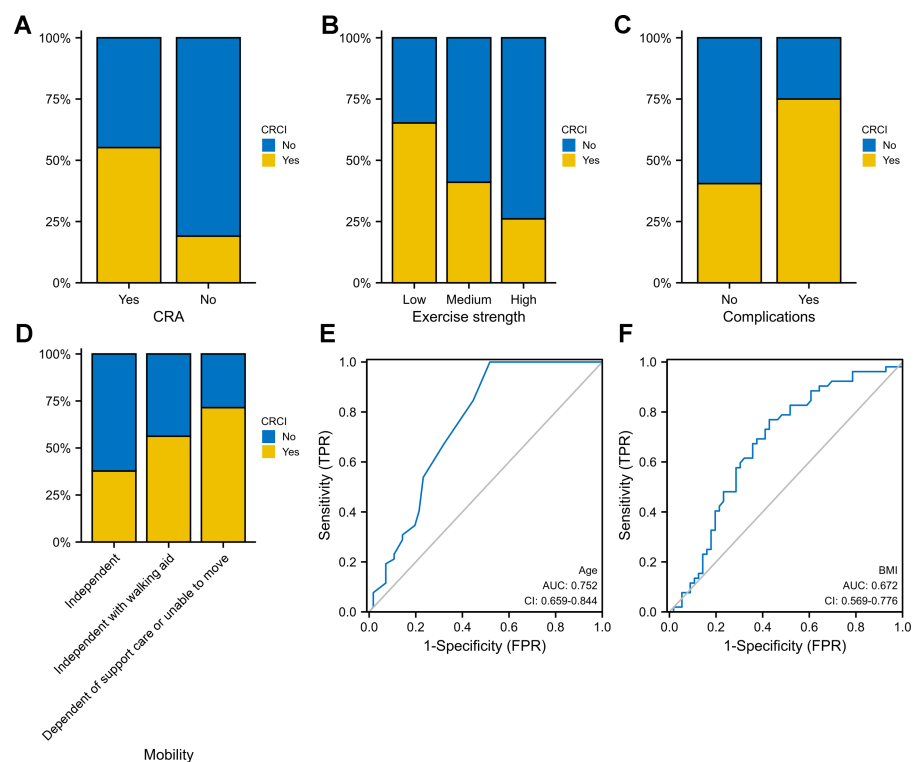 A
100%
75%
50%
25%
0%
Yes
No
CRA
CRCI
No
Yes
B
100%
75%
50%
25%
0%
Low
Medium
High
Exercise strength
CRCI
No
Yes
C
100%
75%
50%
25%
0%
No
Yes
Complications
CRCI
No
Yes
D
100%
75%
50%
25%
0%
Independent
Independent with walking aid
Dependent of support care or unable to move
Mobility
CRCI
No
Yes
E
1.0
0.8
0.6
0.4
0.2
0.0
Sensitivity (TPR)
Age
AUC: 0.752
CI: 0.659-0.844
0.0
0.2
0.4
0.6
0.8
1.0
1-Specificity (FPR)
F
1.0
0.8
0.6
0.4
0.2
0.0
Sensitivity (TPR)
BMI
AUC: 0.672
CI: 0.569-0.776
0.0
0.2
0.4
0.6
0.8
1.0
1-Specificity (FPR)